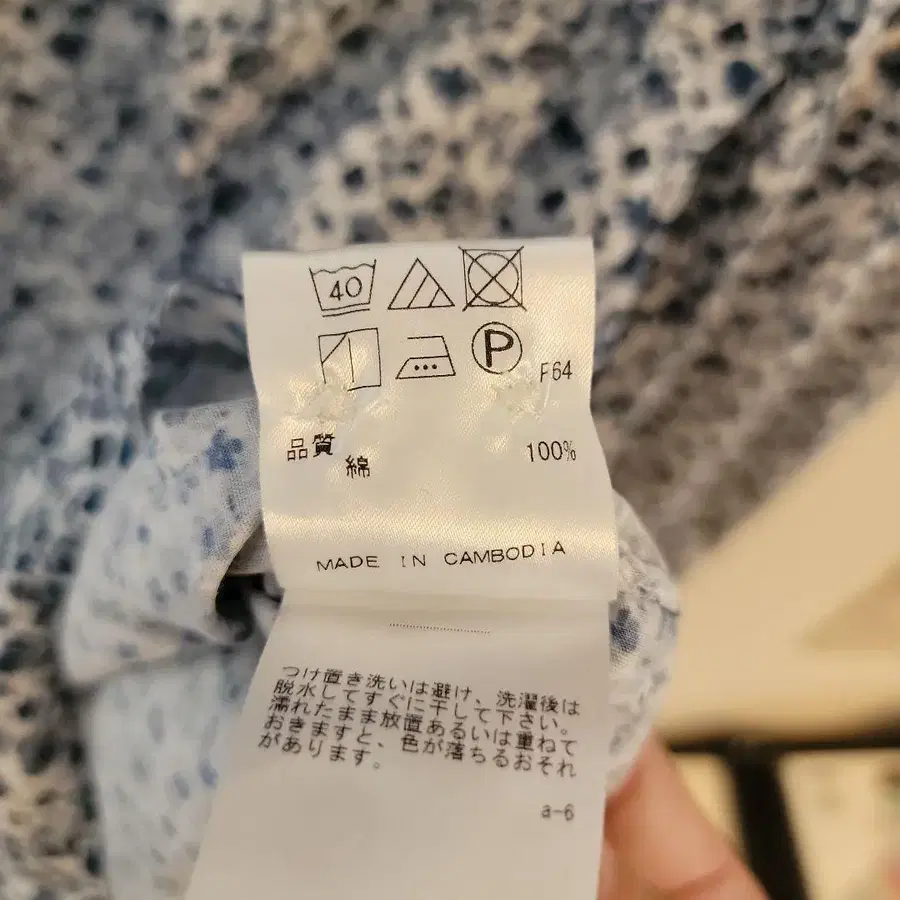 40
P
F64
品質
綿 100%
MADE IN CAMBODIA
つけ置き洗いは避け、洗濯後は
脱水してすぐに干して下さい。
濡れたまま放置あるいは重ねて
おきますと、色が落ちるおそれ
があります。
a-6